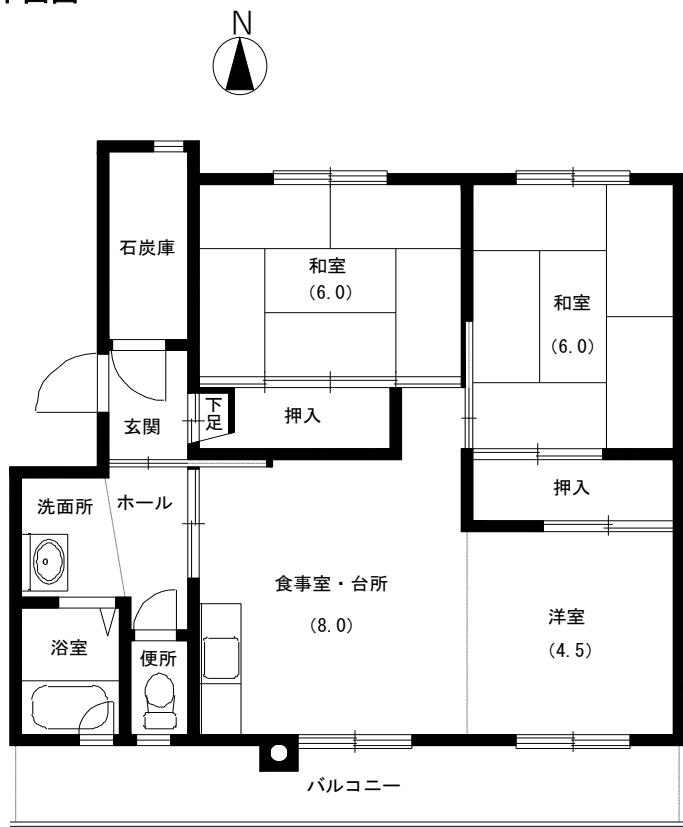 N
石炭庫
和室
(6.0)
和室
(6.0)
下足
玄関
押入
押入
洗面所
ホール
食事室・台所
(8.0)
洋室
(4.5)
浴室
便所
バルコニー